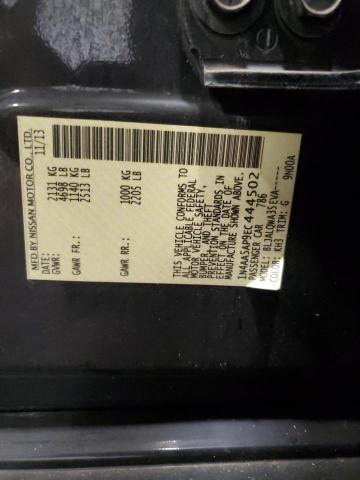 MFD BY NISSAN MOTOR CO., LTD.
DATE: 11/13
GVWR: 2131 KG
4698 LB
GAWR FR: 1140 KG
2513 LB
GAWR RR: 1000 KG
2205 LB
THIS VEHICLE CONFORMS TO
ALL APPLICABLE FEDERAL
MOTOR VEHICLE SAFETY,
BUMPER, AND THEFT
PREVENTION STANDARDS IN
EFFECT ON THE DATE OF
MANUFACTURE SHOWN ABOVE.
1N4AA5AP9EC444502
PASSENGER CAR 786
MODEL: BLJALQWA35EUA-----
COLOR: KH3 TRIM: G 9N00A